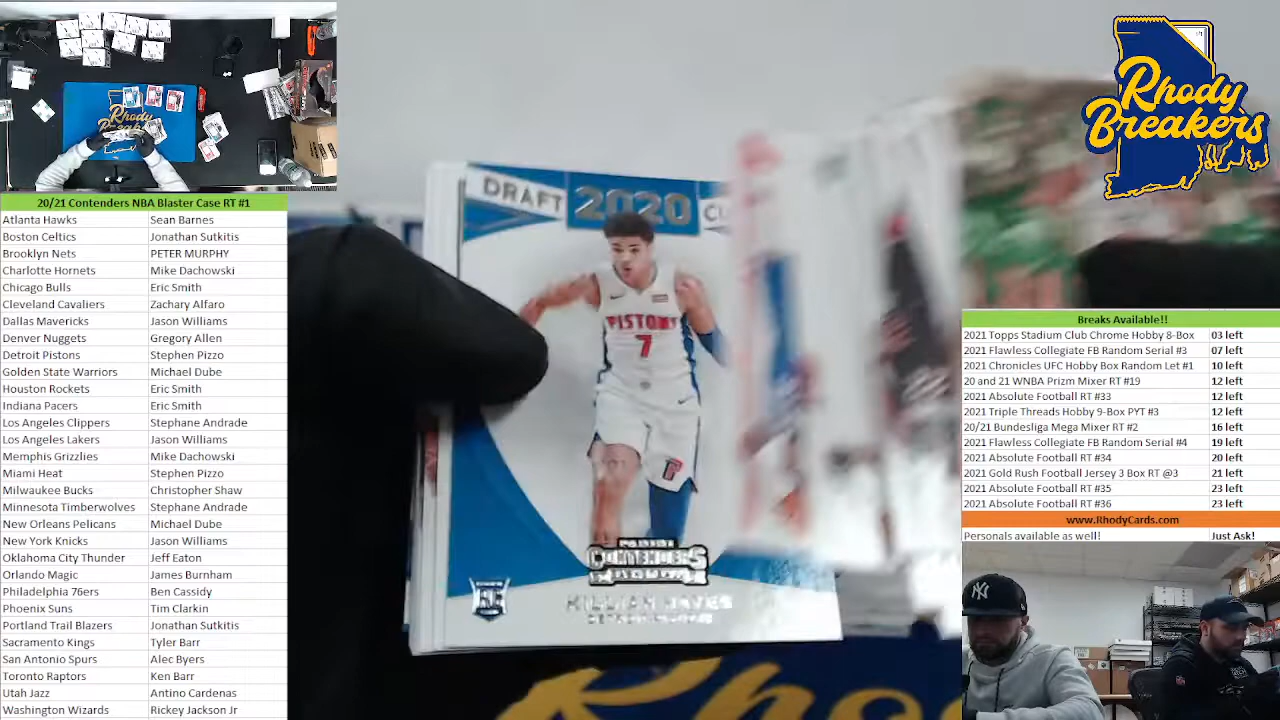 20/21 Contenders NBA Blaster Case RT #1
Atlanta Hawks Sean Barnes
Boston Celtics Jonathan Sutkitis
Brooklyn Nets PETER MURPHY
Charlotte Hornets Mike Dachowski
Chicago Bulls Eric Smith
Cleveland Cavaliers Zachary Alfaro
Dallas Mavericks Jason Williams
Denver Nuggets Gregory Allen
Detroit Pistons Stephen Pizzo
Golden State Warriors Michael Dube
Houston Rockets Eric Smith
Indiana Pacers Eric Smith
Los Angeles Clippers Stephane Andrade
Los Angeles Lakers Jason Williams
Memphis Grizzlies Mike Dachowski
Miami Heat Stephen Pizzo
Milwaukee Bucks Christopher Shaw
Minnesota Timberwolves Stephane Andrade
New Orleans Pelicans Michael Dube
New York Knicks Jason Williams
Oklahoma City Thunder Jeff Eaton
Orlando Magic James Burnham
Philadelphia 76ers Ben Cassidy
Phoenix Suns Tim Clarkin
Portland Trail Blazers Jonathan Sutkitis
Sacramento Kings Tyler Barr
San Antonio Spurs Alec Byers
Toronto Raptors Ken Barr
Utah Jazz Antino Cardenas
Washington Wizards Rickey Jackson Jr
DRAFT 2020
PISTONS
7
PANINI
CONTENDERS
KILLIAN HAYES
RC
Rhody
Breakers
Breaks Available!!
2021 Topps Stadium Club Chrome Hobby 8-Box 03 left
2021 Flawless Collegiate FB Random Serial #3 07 left
2021 Chronicles UFC Hobby Box Random Let #1 10 left
20 and 21 WNBA Prizm Mixer RT #19 12 left
2021 Absolute Football RT #33 12 left
2021 Triple Threads Hobby 9-Box PYT #3 12 left
20/21 Bundesliga Mega Mixer RT #2 16 left
2021 Flawless Collegiate FB Random Serial #4 19 left
2021 Absolute Football RT #34 20 left
2021 Gold Rush Football Jersey 3 Box RT @3 21 left
2021 Absolute Football RT #35 23 left
2021 Absolute Football RT #36 23 left
www.RhodyCards.com
Personals available as well! Just Ask!